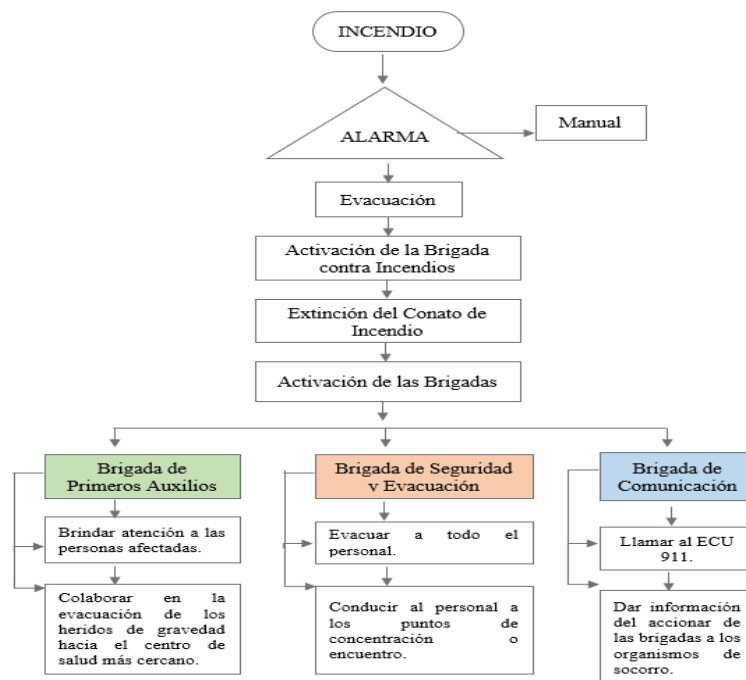 INCENDIO
ALARMA
Manual
Evacuación
Activación de la Brigada
contra Incendios
Extinción del Conato de
Incendio
Activación de las Brigadas
Brigada de
Primeros Auxilios
Brindar atención a las
personas afectadas.
Colaborar en la
evacuación de los
heridos de gravedad
hacia el centro de
salud más cercano.
Brigada de Seguridad
y Evacuación
Evacuar a todo el
personal.
Conducir al personal a
los puntos de
concentración o
encuentro.
Brigada de
Comunicación
Llamar al ECU
911.
Dar información
del accionar de
las brigadas a los
organismos de
socorro.